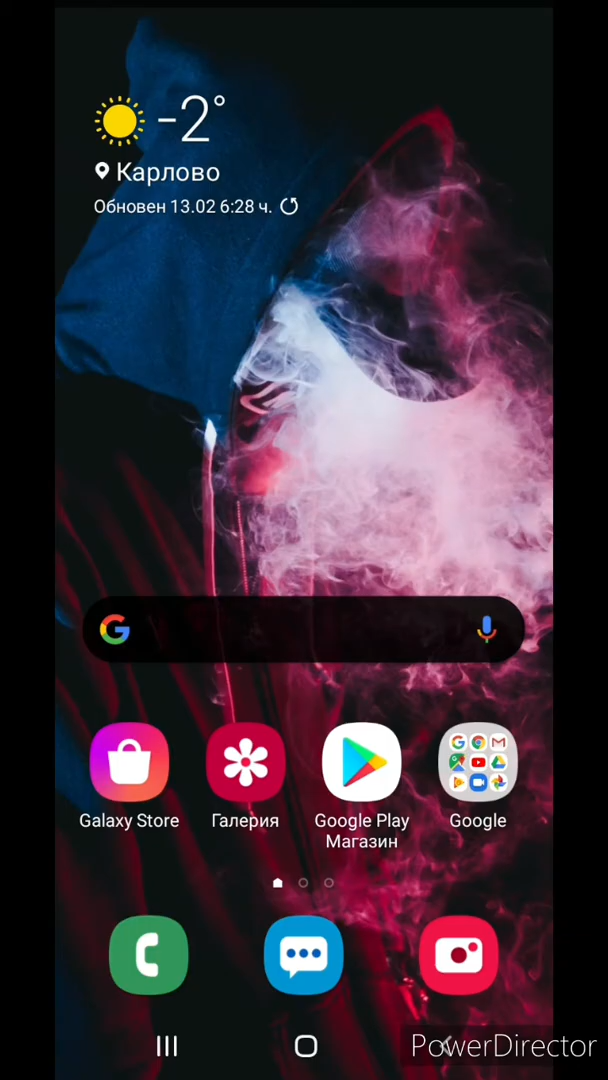 -2°
Карлово
Обновен 13.02 6:28 ч.
Galaxy Store
Галерия
Google Play
Магазин
Google
PowerDirector